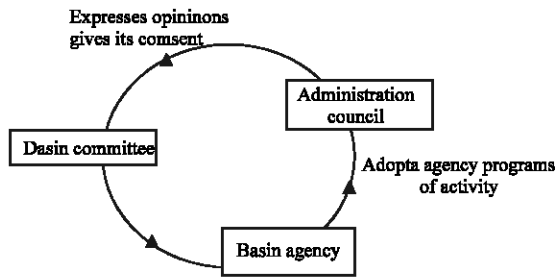 Expresses opininons
gives its comsent
Administration
council
Dasin committee
Adopta agency programs
of activity
Basin agency